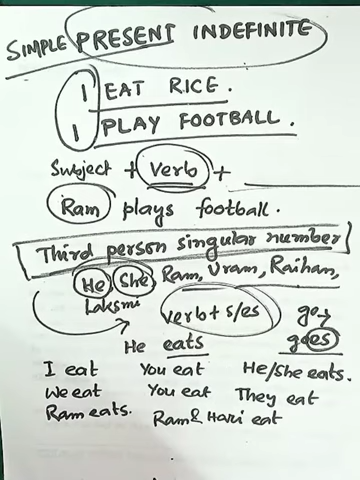 SIMPLE PRESENT INDEFINITE
I EAT RICE.
I PLAY FOOTBALL.
Subject + Verb +
Ram plays football.
Third person singular number
He She Ram, Uram, Raihan,
Laksmi verb + s/es go→
He eats goes
I eat You eat He/She eats.
We eat You eat They eat
Ram eats. Ram & Hari eat